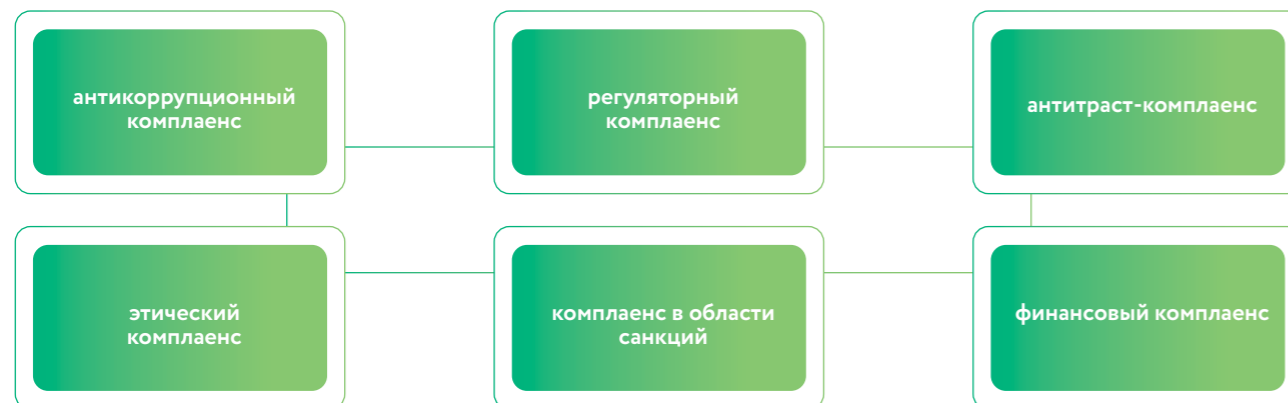 антикоррупционный
комплаенс
регуляторный
комплаенс
антитраст-комплаенс
этический
комплаенс
комплаенс в области
санкций
финансовый комплаенс